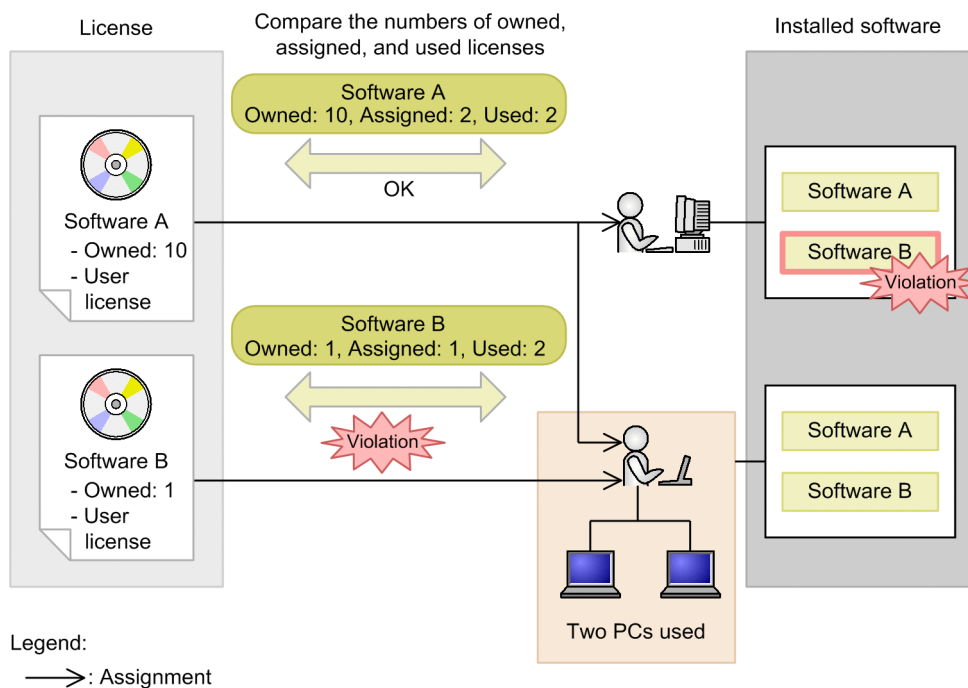 License
Compare the numbers of owned,
assigned, and used licenses
Installed software
Software A
Owned: 10, Assigned: 2, Used: 2
OK
Software A
- Owned: 10
- User
license
Software A
Software B
Violation
Software B
Owned: 1, Assigned: 1, Used: 2
Violation
Software B
- Owned: 1
- User
license
Software A
Software B
Two PCs used
Legend:
: Assignment